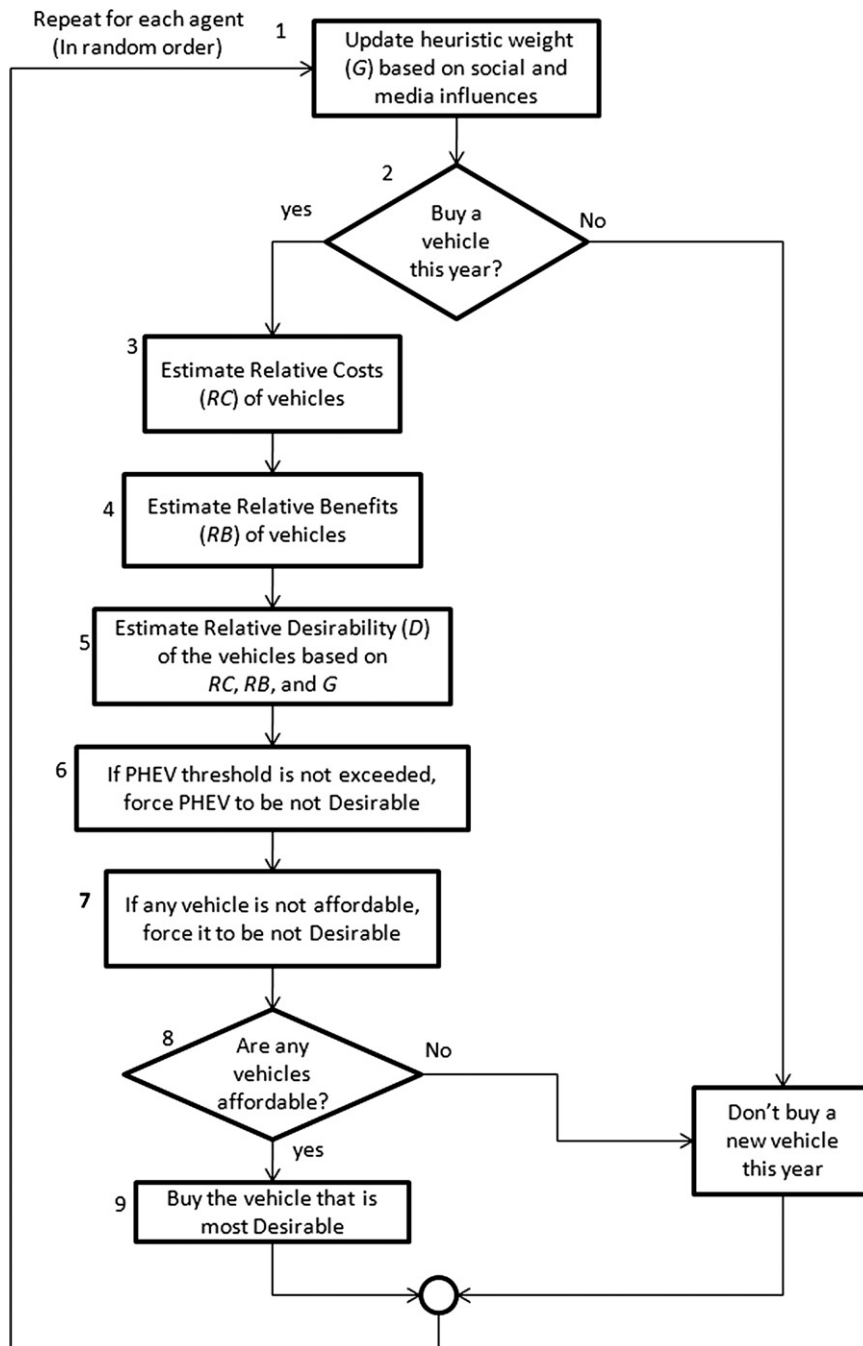 Repeat for each agent
(In random order)
1
Update heuristic weight
(G) based on social and
media influences
2
Buy a
vehicle
this year?
yes
No
3
Estimate Relative Costs
(RC) of vehicles
4
Estimate Relative Benefits
(RB) of vehicles
5
Estimate Relative Desirability (D)
of the vehicles based on
RC, RB, and G
6
If PHEV threshold is not exceeded,
force PHEV to be not Desirable
7
If any vehicle is not affordable,
force it to be not Desirable
8
Are any
vehicles
affordable?
No
yes
Don’t buy a
new vehicle
this year
9
Buy the vehicle that is
most Desirable